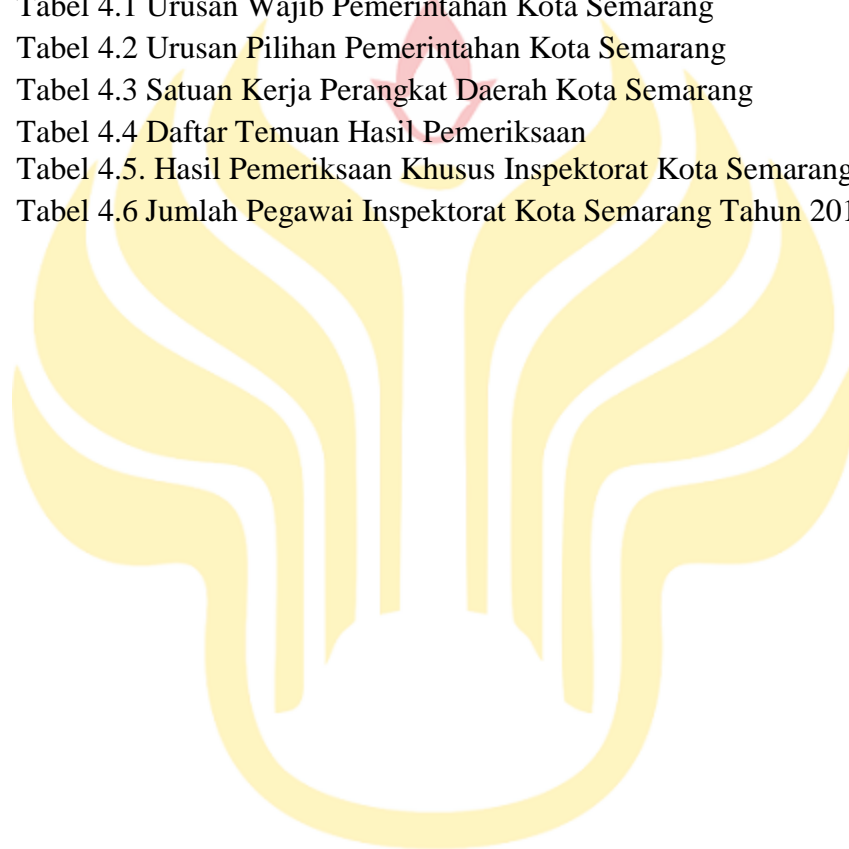 Tabel 4.1 Urusan Wajib Pemerintahan Kota Semarang
Tabel 4.2 Urusan Pilihan Pemerintahan Kota Semarang
Tabel 4.3 Satuan Kerja Perangkat Daerah Kota Semarang
Tabel 4.4 Daftar Temuan Hasil Pemeriksaan
Tabel 4.5. Hasil Pemeriksaan Khusus Inspektorat Kota Semarang
Tabel 4.6 Jumlah Pegawai Inspektorat Kota Semarang Tahun 201